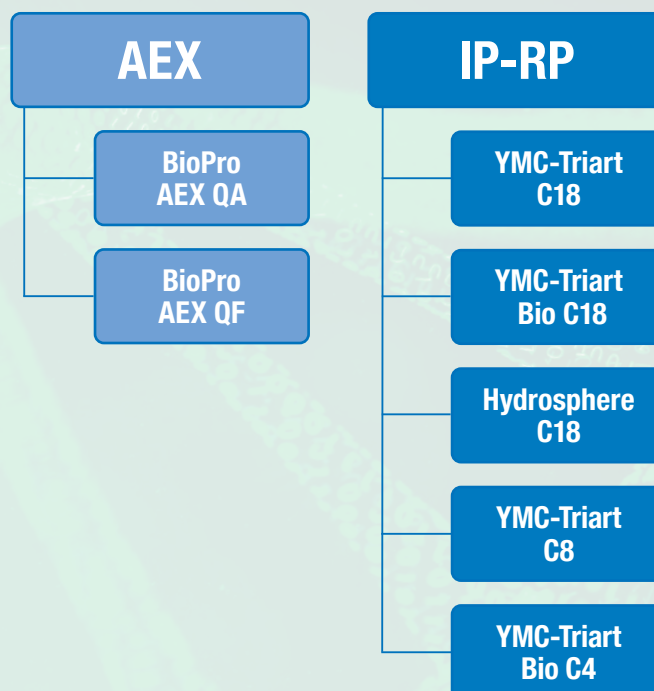 AEX
BioPro
AEX QA
BioPro
AEX QF
IP-RP
YMC-Triart
C18
YMC-Triart
Bio C18
Hydrosphere
C18
YMC-Triart
C8
YMC-Triart
Bio C4